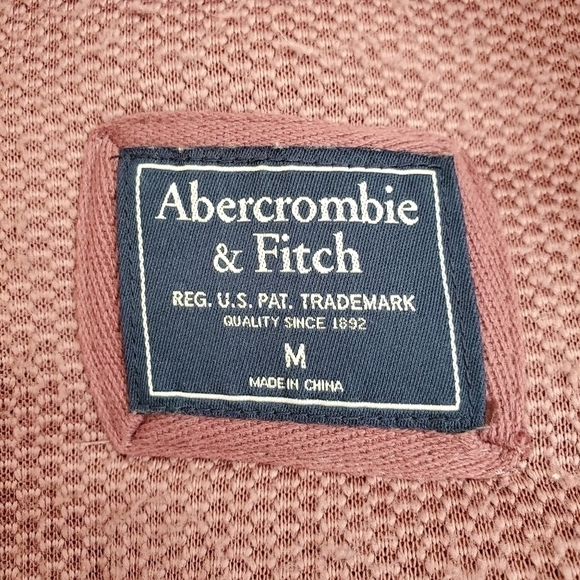 Abercrombie
& Fitch
REG. U.S. PAT. TRADEMARK
QUALITY SINCE 1892
M
MADE IN CHINA